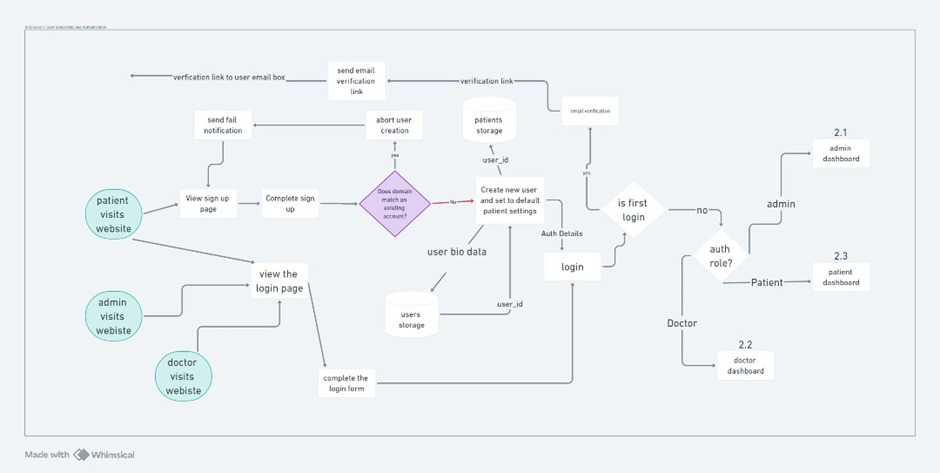 verfication link to user email box
send email
verification
link
verification link
email verification
send fail
notification
abort user
creation
patients
storage
2.1
admin
dashboard
yes
user_id
yes
admin
patient
visits
website
View sign up
page
Complete sign
up
Does domain
match an
existing
account?
No
Create new user
and set to default
patient settings
is first
login
no
Auth Details
user bio data
auth
role?
2.3
patient
dashboard
Patient
view the
login page
login
admin
visits
webiste
users
storage
user_id
Doctor
2.2
doctor
dashboard
doctor
visits
webiste
complete the
login form
Made with Whimsical